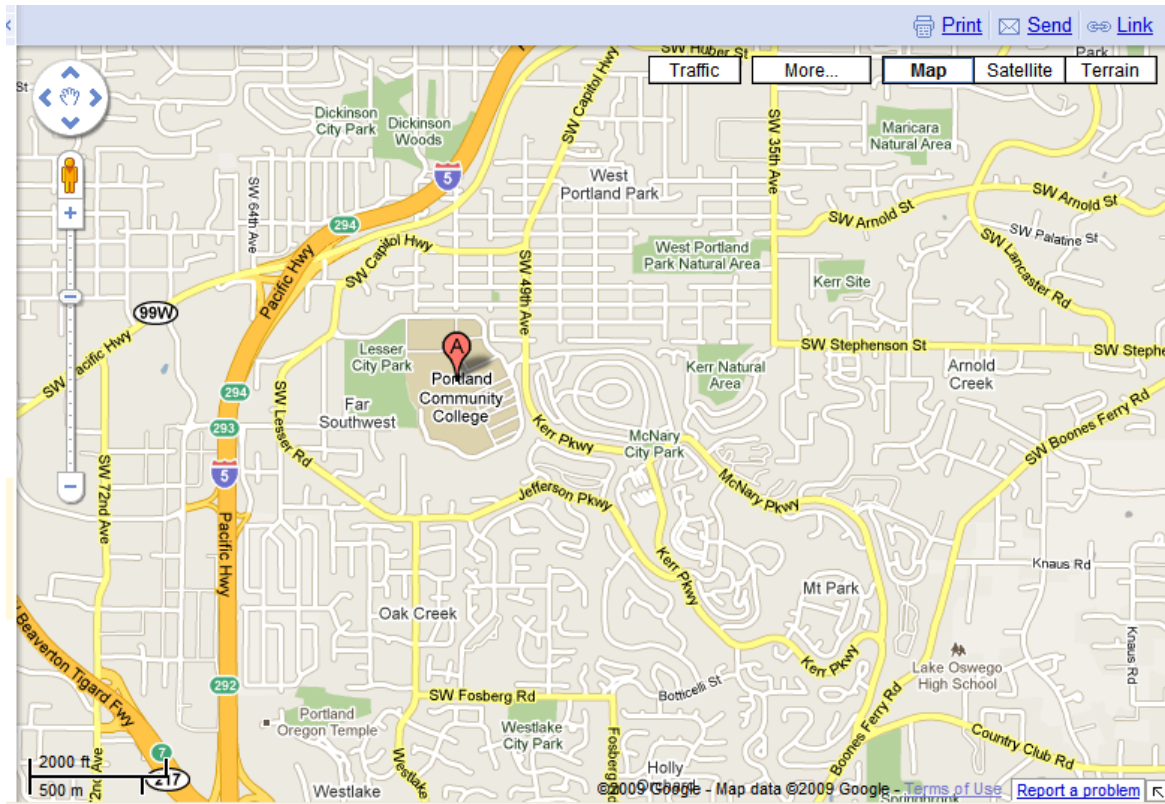 Print
Send
Link
SW Huber St
Park
St
Traffic
More...
Map
Satellite
Terrain
SW Capitol Hwy
Dickinson
City Park
Dickinson
Woods
SW 35th Ave
Maricara
Natural Area
5
West
Portland Park
SW 64th Ave
SW Arnold St
SW Arnold St
294
SW Palatine St
SW Capitol Hwy
West Portland
Park Natural Area
SW Lancaster Rd
Pacific Hwy
SW 49th Ave
Kerr Site
99W
SW Pacific Hwy
A
Lesser
City Park
SW Stephenson St
SW Stephe
Portland
Community
College
Kerr Natural
Area
Arnold
Creek
294
Far
Southwest
293
SW Lesser Rd
Kerr Pkwy
McNary
City Park
SW Boones Ferry Rd
5
SW 72nd Ave
Jefferson Pkwy
McNary Pkwy
Pacific Hwy
Kerr Pkwy
Knaus Rd
Mt Park
Oak Creek
Beaverton Tigard Fwy
Kerr Pkwy
Knaus Rd
Lake Oswego
High School
292
SW Fosberg Rd
Botticelli St
Portland
Oregon Temple
Westlake
City Park
Boones Ferry Rd
Country Club Rd
7
217
2000 ft
500 m
72nd Ave
Westlake
Westlake
Fosberg
Holly
Orchard
©2009 Google - Map data ©2009 Google - Terms of Use
Report a problem
Springbrook